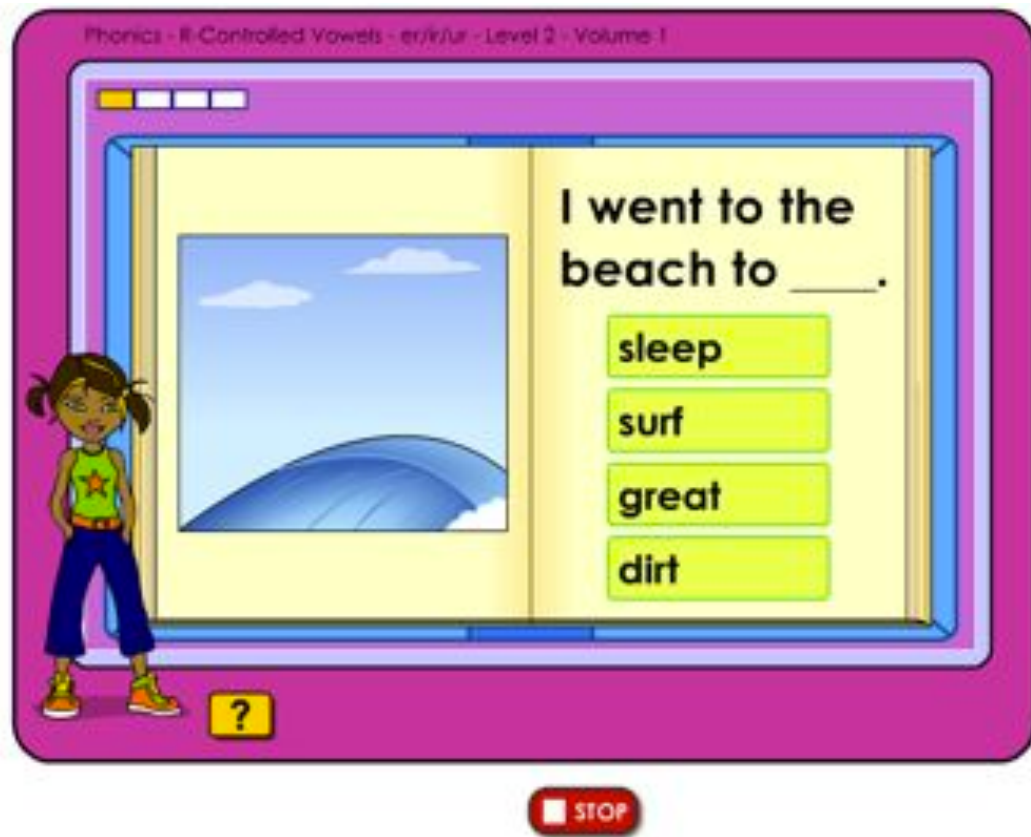 Phonics - R-Controlled Vowels - er/ir/ur - Level 2 - Volume 1
I went to the
beach to ____.
sleep
surf
great
dirt
?
STOP